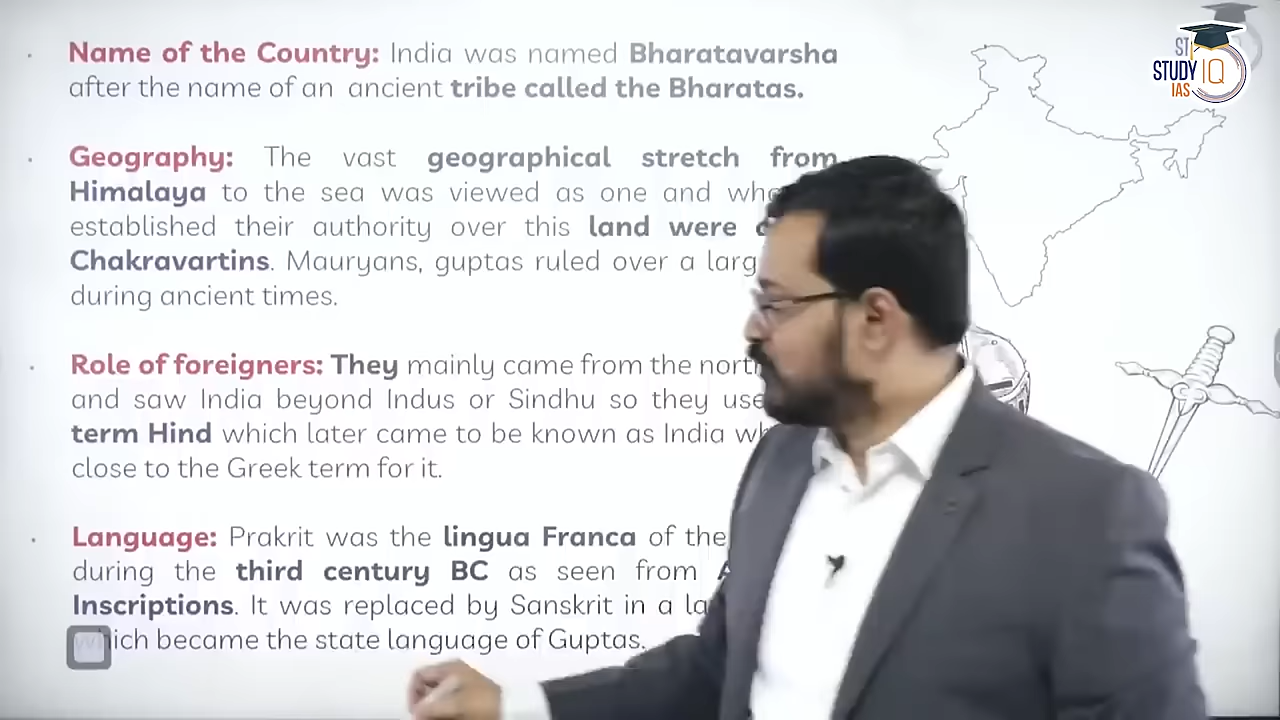 Name of the Country: India was named Bharatavarsha
after the name of an ancient tribe called the Bharatas.
Geography: The vast geographical stretch from
Himalaya to the sea was viewed as one and
established their authority over this land were
Chakravartins. Mauryans, guptas ruled over a
during ancient times.
Role of foreigners: They mainly came from the
and saw India beyond Indus or Sindhu so they
term Hind which later came to be known as India
close to the Greek term for it.
Language: Prakrit was the lingua Franca of the
during the third century BC as seen from
Inscriptions. It was replaced by Sanskrit in a
which became the state language of Guptas.
STUDY IQ
IAS